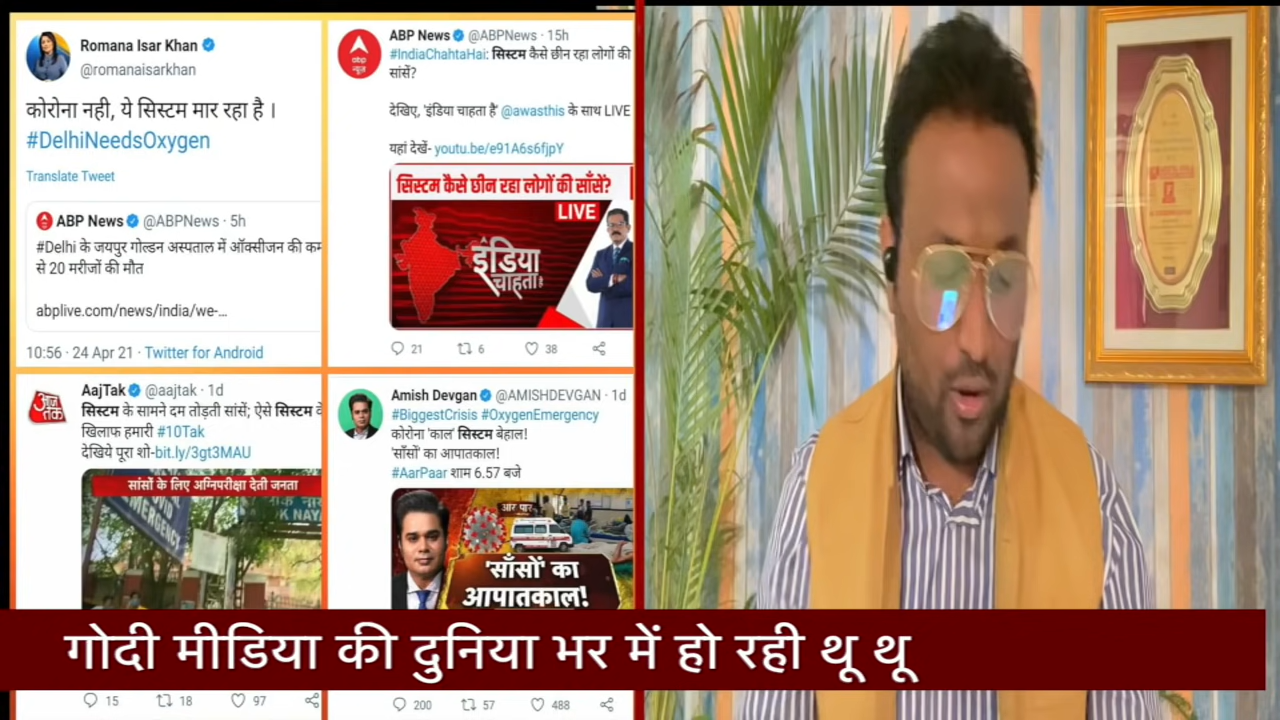 Romana Isar Khan
@romanaisarkhan
कोरोना नही, ये सिस्टम मार रहा है ।
#DelhiNeedsOxygen
Translate Tweet
ABP News @ABPNews · 5h
#Delhi के जयपुर गोल्डन अस्पताल में ऑक्सीजन की कम
से 20 मरीजों की मौत
abplive.com/news/india/we-...
10:56 · 24 Apr 21 · Twitter for Android
abp
न्यूज़
ABP News @ABPNews · 15h
#IndiaChahtaHai: सिस्टम कैसे छीन रहा लोगों की
सांसें?
देखिए, 'इंडिया चाहता है' @awasthis के साथ LIVE
यहां देखें- youtu.be/e91A6s6fjpY
सिस्टम कैसे छीन रहा लोगों की साँसें?
LIVE
इंडिया
चाहता है
21 6 38
आज तक
AajTak @aajtak · 1d
सिस्टम के सामने दम तोड़ती सांसें; ऐसे सिस्टम के
खिलाफ हमारी #10Tak
देखिये पूरा शो-bit.ly/3gt3MAU
सांसों के लिए अग्निपरीक्षा देती जनता
EMERGENCY
K NAYA
15 18 97
Amish Devgan @AMISHDEVGAN · 1d
#BiggestCrisis #OxygenEmergency
कोरोना 'काल' सिस्टम बेहाल!
'साँसों' का आपातकाल!
#AarPaar शाम 6.57 बजे
आर पार
'साँसों' का
आपातकाल!
200 57 488
गोदी मीडिया की दुनिया भर में हो रही थू थू